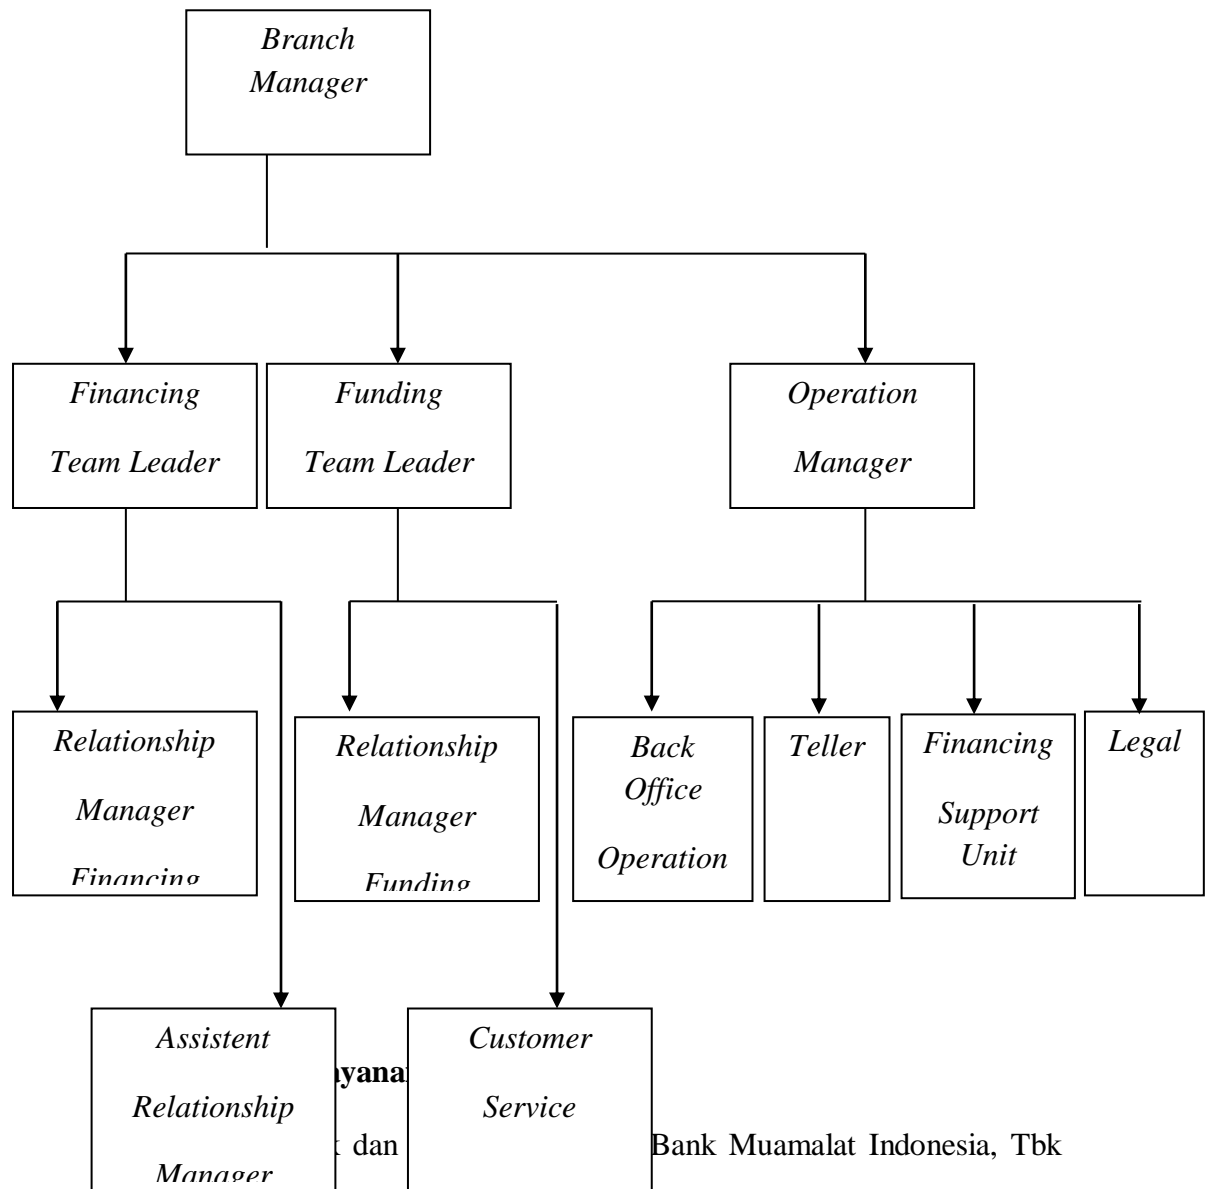 Branch
Manager
Financing
Team Leader
Funding
Team Leader
Operation
Manager
Relationship
Manager
Financing
Relationship
Manager
Funding
Back
Office
Operation
Teller
Financing
Support
Unit
Legal
Assistent
Relationship
Manager
Customer
Service
dan Bank Muamalat Indonesia, Tbk